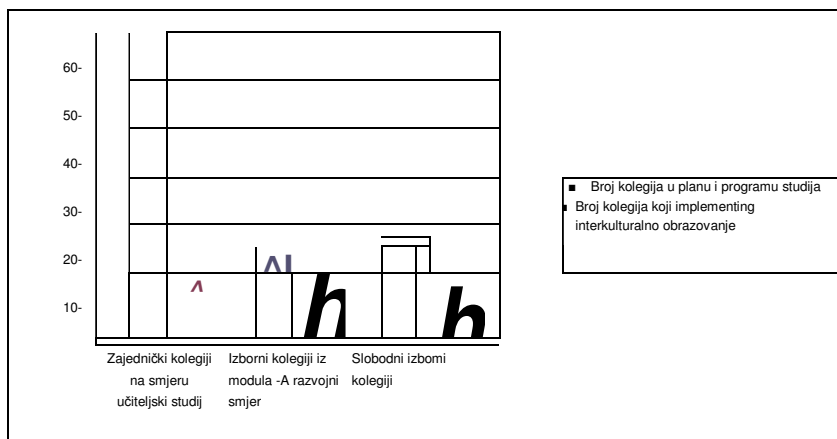 60-
50-
40-
30-
20-
10-
^
^I
h
h
Zajednički kolegiji
na smjeru
učiteljski studij
Izborni kolegiji iz
modula -A razvojni
smjer
Slobodni izbomi
kolegiji
■ Broj kolegija u planu i programu studija
■ Broj kolegija koji implementing
interkulturalno obrazovanje